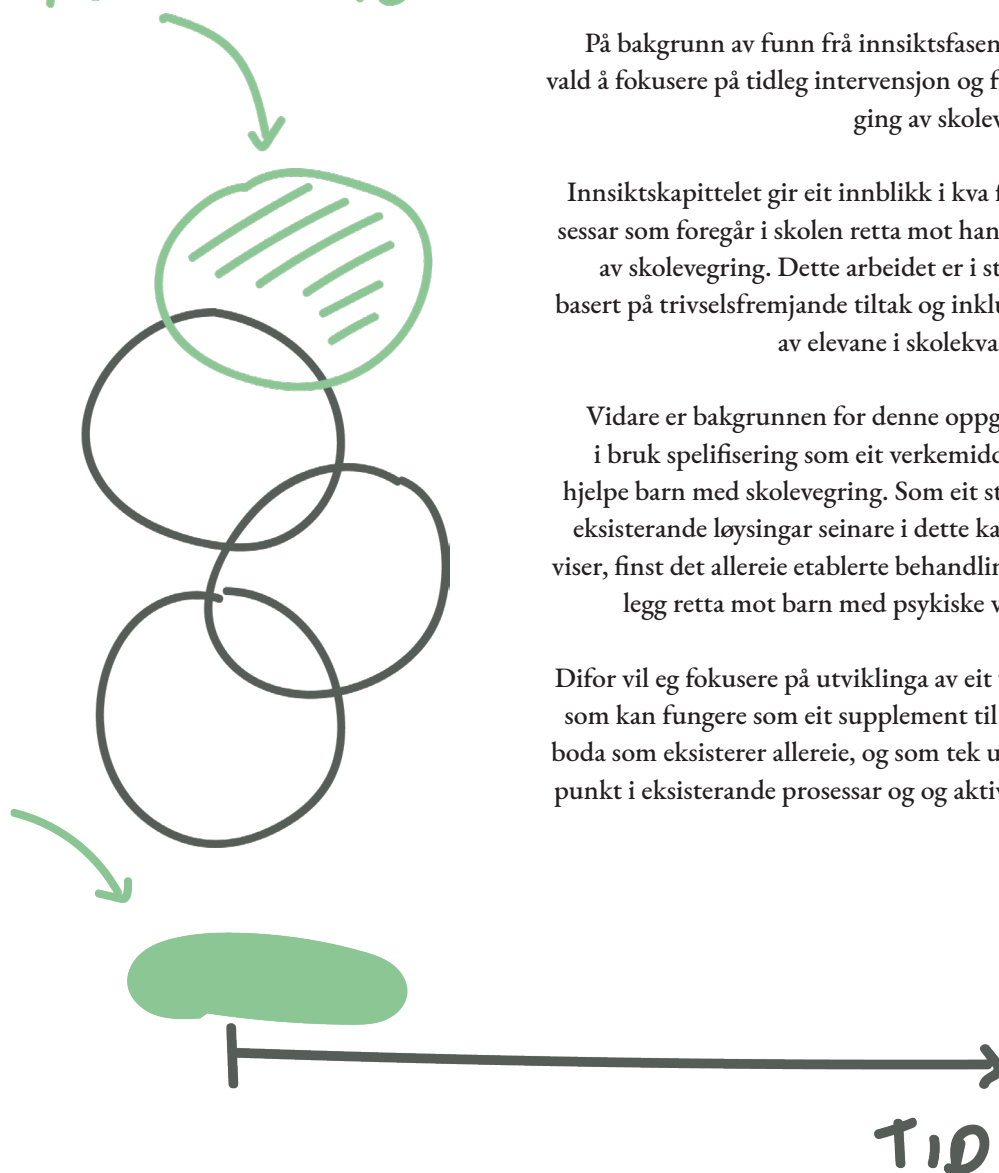 På bakgrunn av funn frå innsiktsfasen
vald å fokusere på tidleg intervensjon og f
ging av skolev
Innsiktskapittelet gir eit innblikk i kva f
sessar som foregår i skolen retta mot han
av skolevegring. Dette arbeidet er i st
basert på trivselsfremjande tiltak og inklu
av elevane i skolekva
Vidare er bakgrunnen for denne oppg
i bruk spelifisering som eit verkemidd
hjelpe barn med skolevegring. Som eit st
eksisterande løysingar seinare i dette ka
viser, finst det allereie etablerte behandlin
legg retta mot barn med psykiske v
Difor vil eg fokusere på utviklinga av eit
som kan fungere som eit supplement til
boda som eksisterer allereie, og som tek u
punkt i eksisterande prosessar og og aktiv
TID